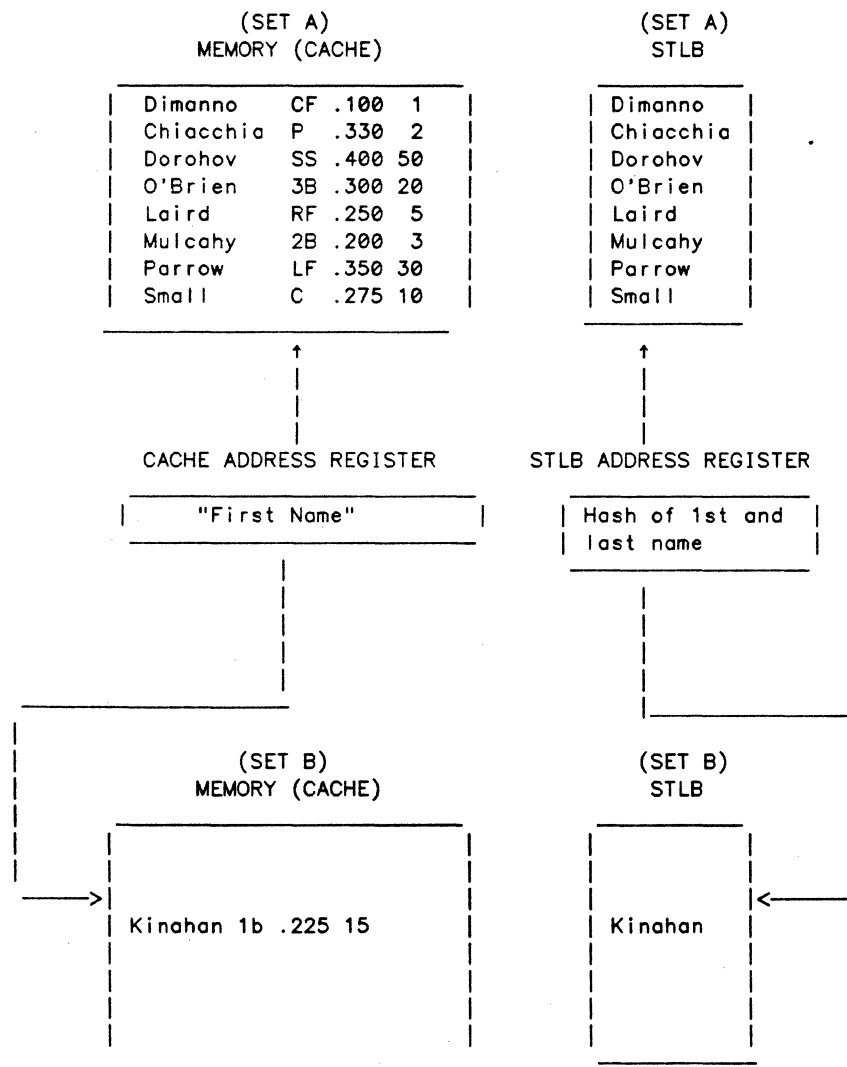 (SET A)
MEMORY (CACHE)
Dimanno CF .100 1
Chiacchia P .330 2
Dorohov SS .400 50
O'Brien 3B .300 20
Laird RF .250 5
Mulcahy 2B .200 3
Parrow LF .350 30
Small C .275 10
(SET A)
STLB
Dimanno
Chiacchia
Dorohov
O'Brien
Laird
Mulcahy
Parrow
Small
CACHE ADDRESS REGISTER
"First Name"
STLB ADDRESS REGISTER
Hash of 1st and
last name
(SET B)
MEMORY (CACHE)
Kinahan 1b .225 15
(SET B)
STLB
Kinahan